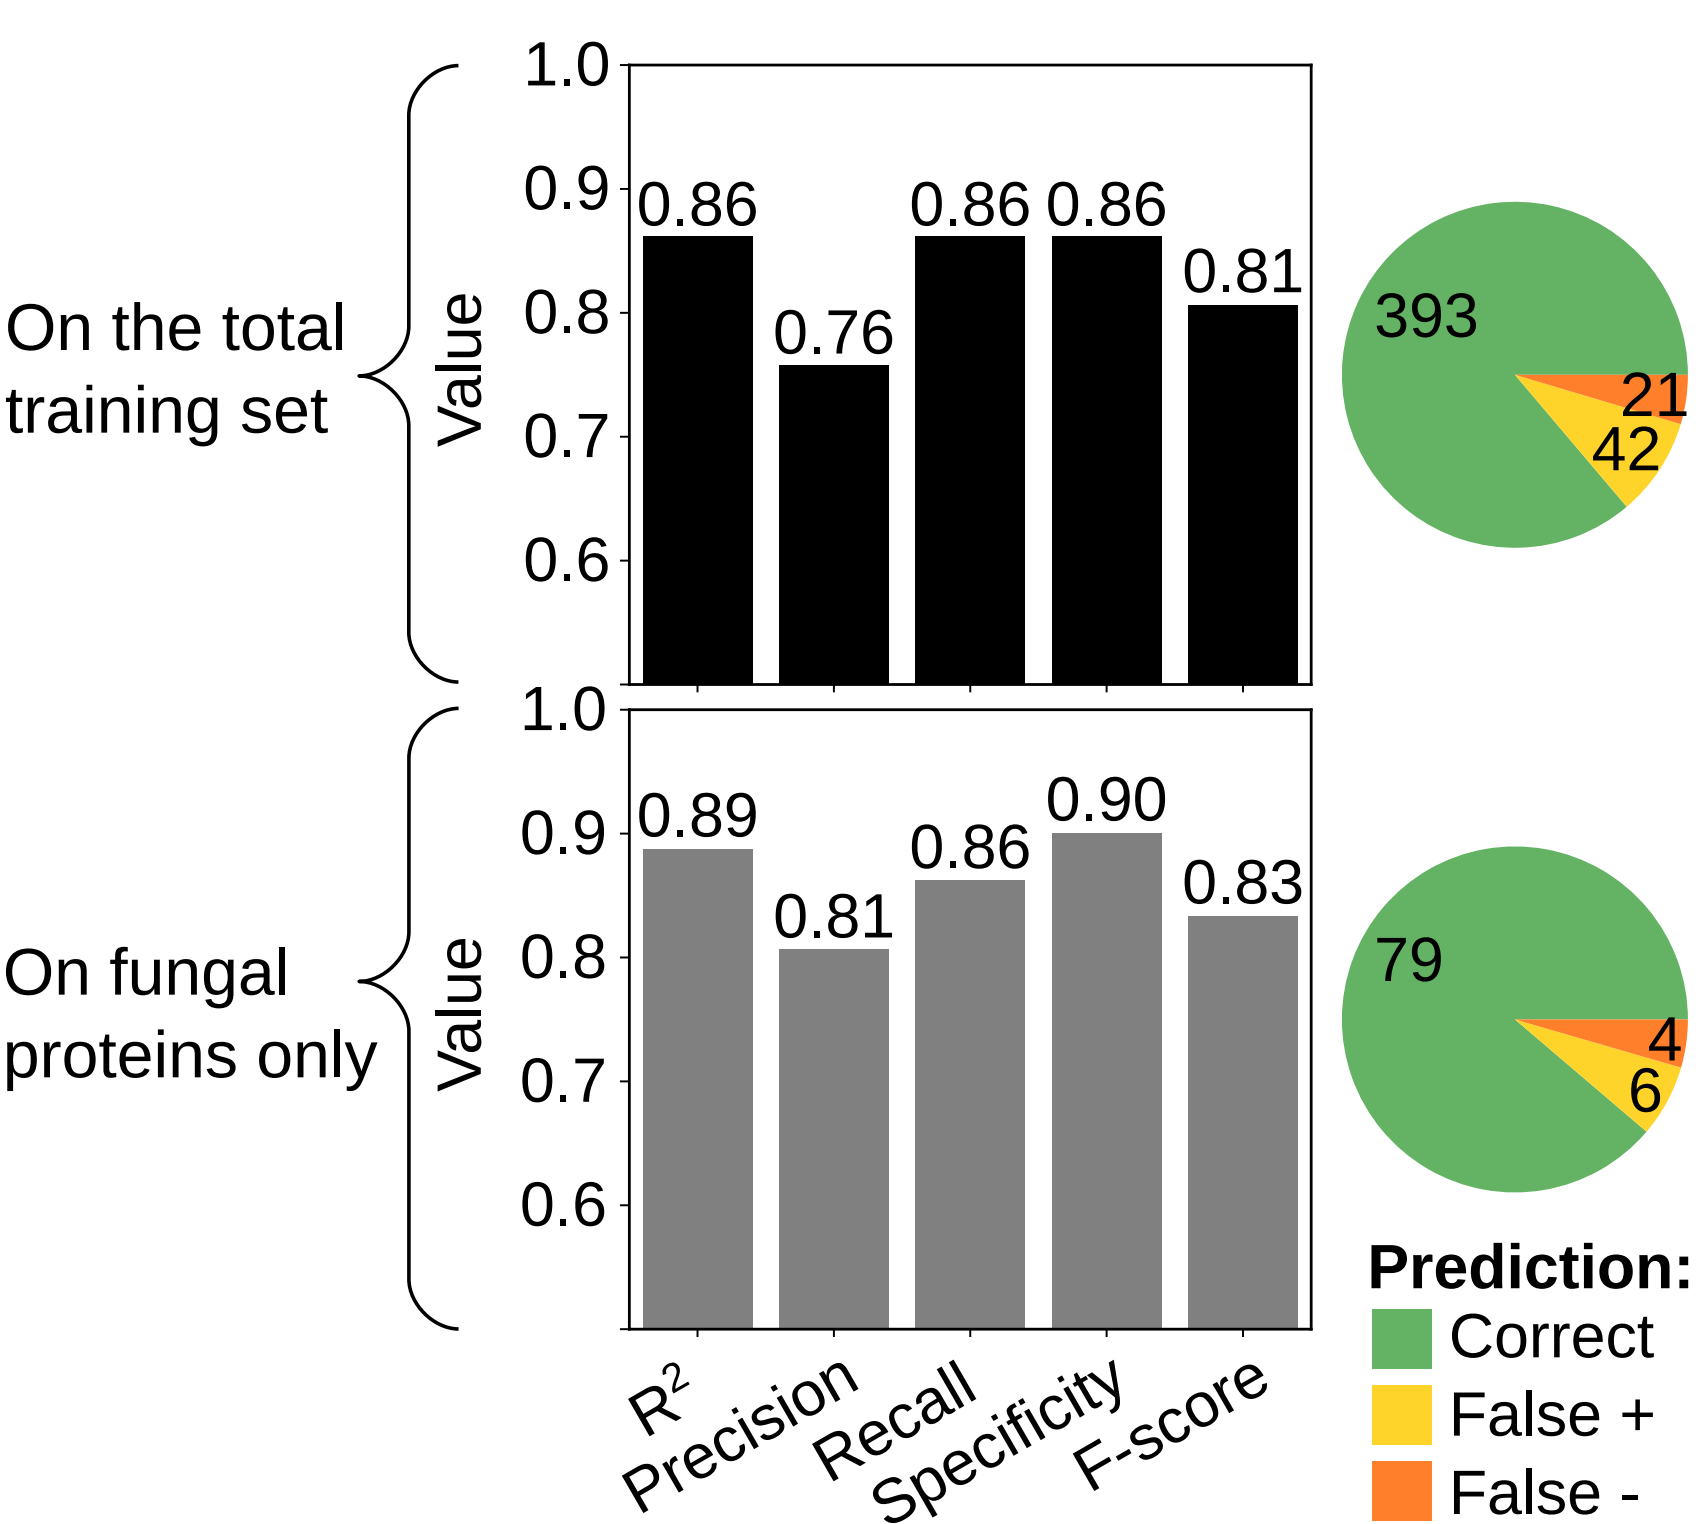 On the total
training set
Value
1.0
0.9
0.8
0.7
0.6
0.86
0.76
0.86
0.86
0.81
393
21
42
On fungal
proteins only
Value
1.0
0.9
0.8
0.7
0.6
0.89
0.81
0.86
0.90
0.83
79
4
6
R²
Precision
Recall
Specificity
F-score
Prediction:
Correct
False +
False -